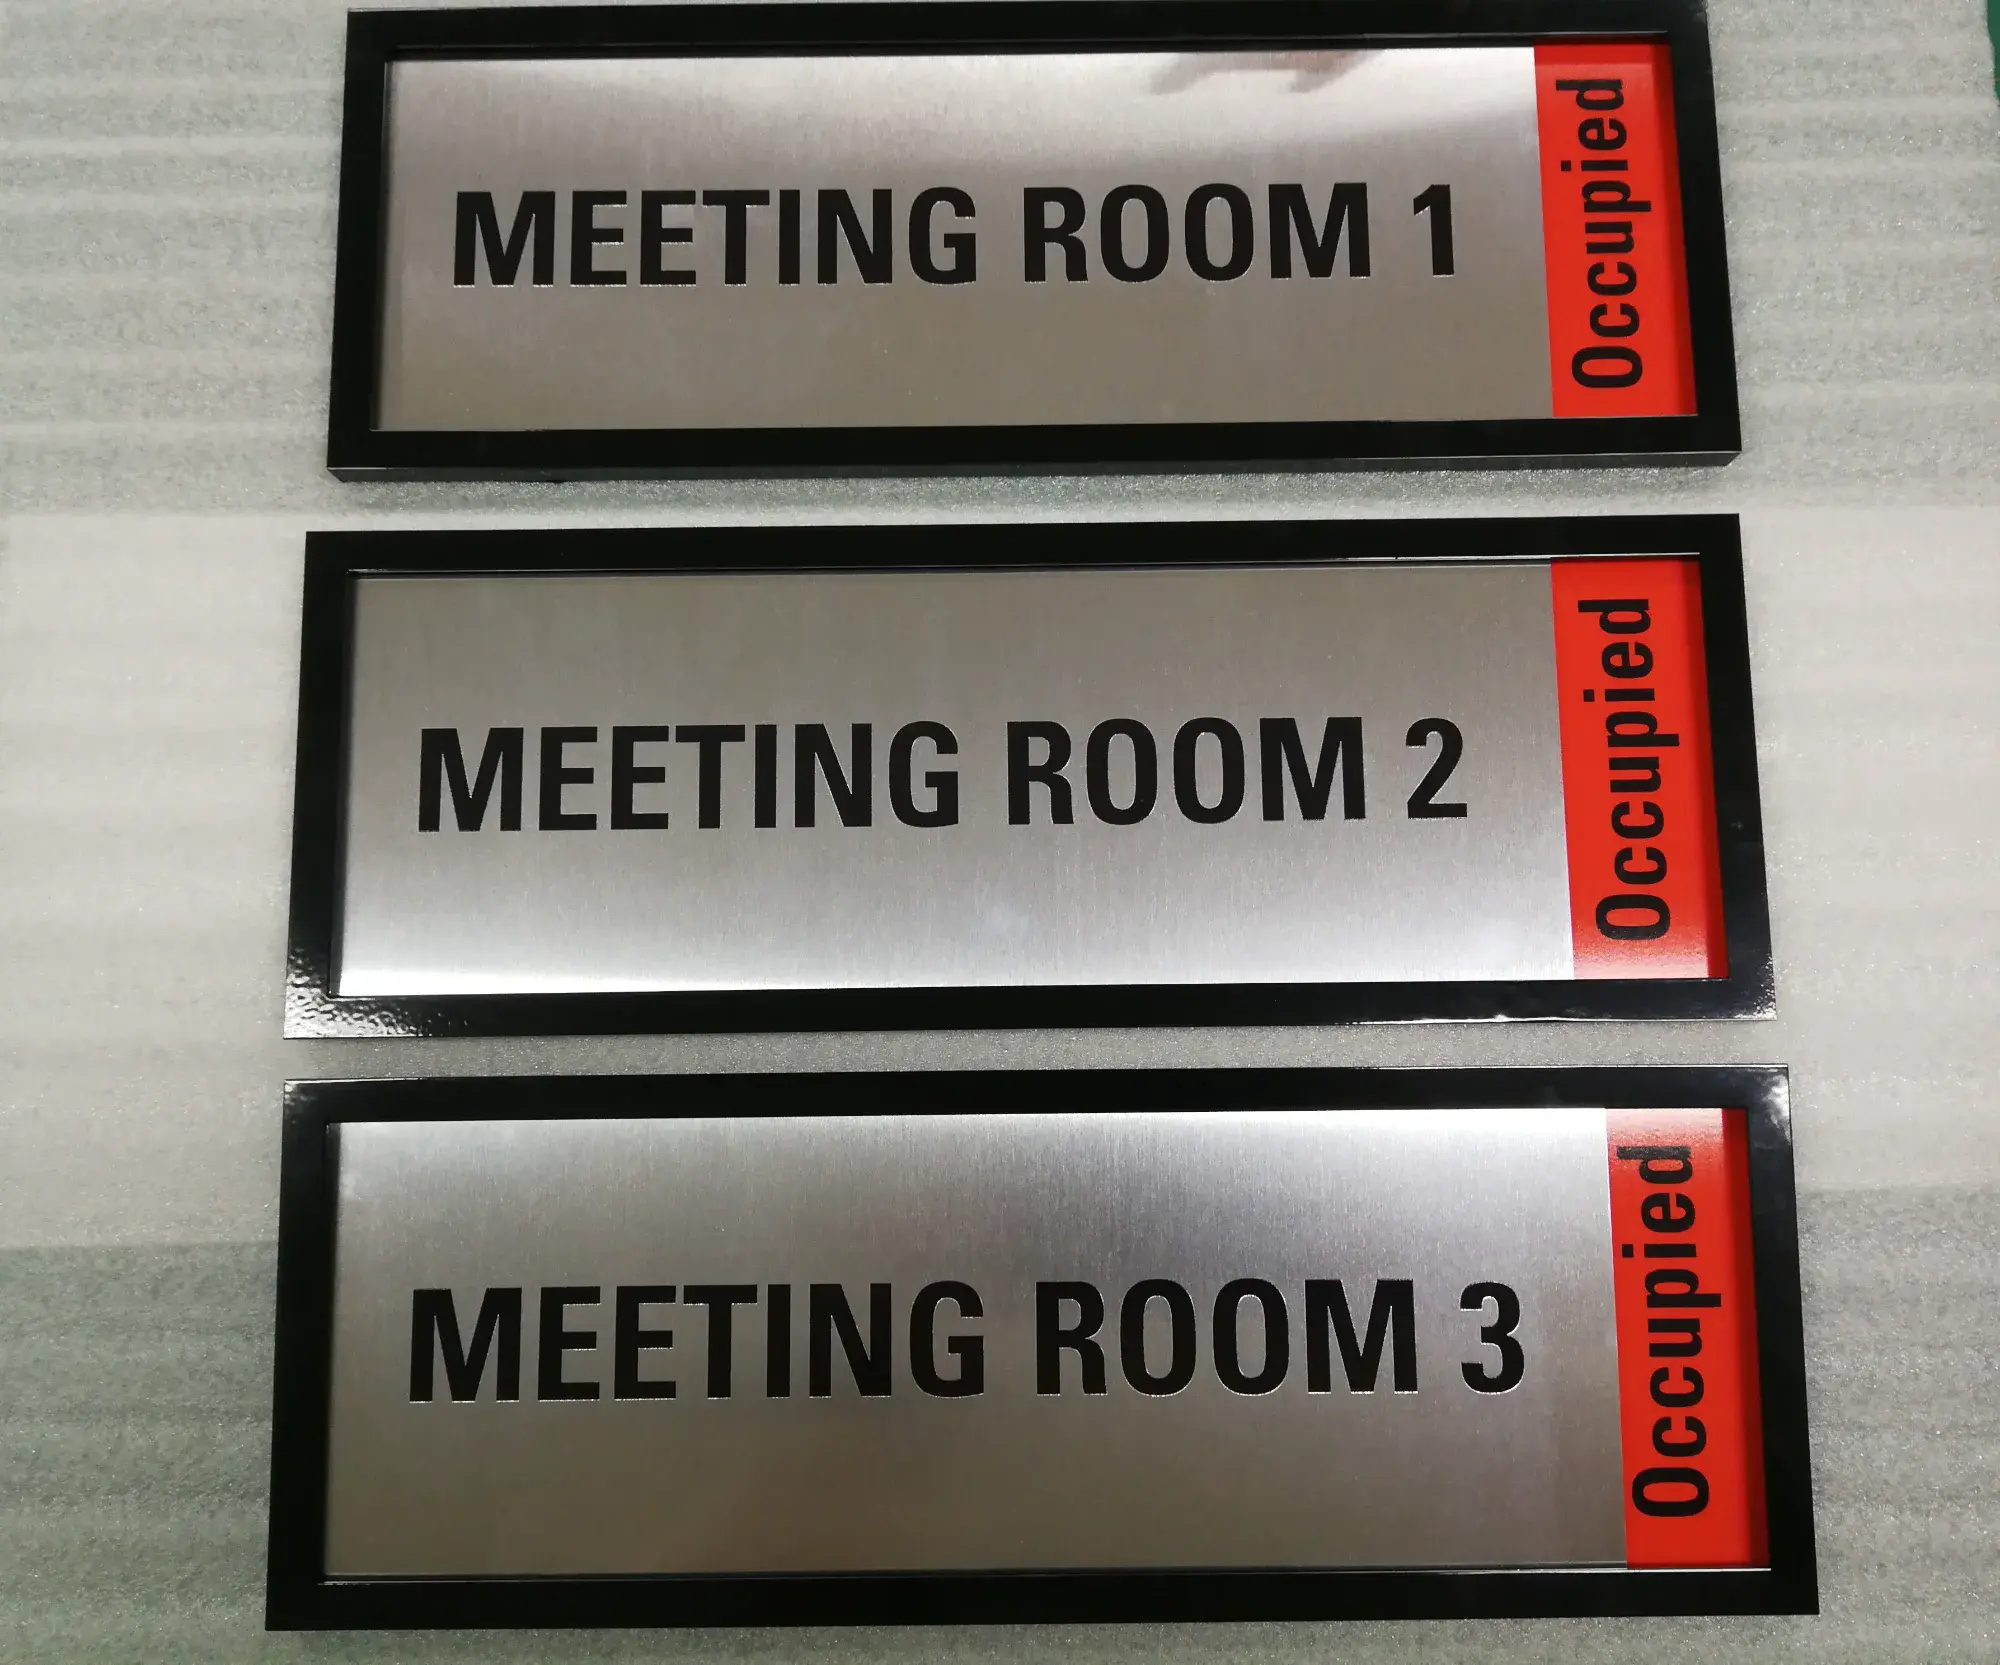 MEETING ROOM 1
Occupied
MEETING ROOM 2
Occupied
MEETING ROOM 3
Occupied